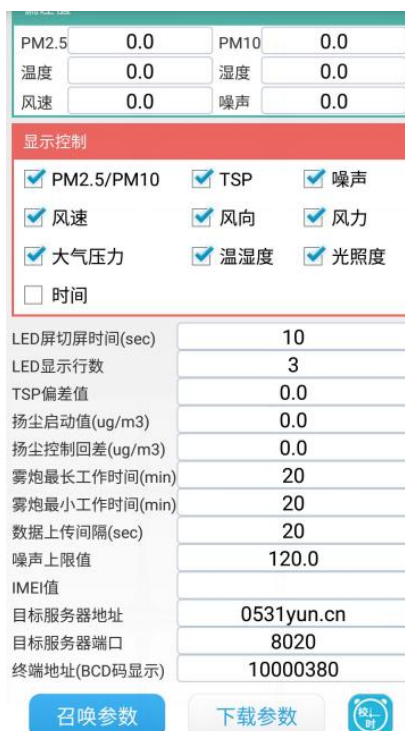 PM2.5 0.0 PM10 0.0
温度 0.0 湿度 0.0
风速 0.0 噪声 0.0
显示控制
PM2.5/PM10 TSP 噪声
风速 风向 风力
大气压力 温湿度 光照度
时间
LED屏切屏时间(sec) 10
LED显示行数 3
TSP偏差值 0.0
扬尘启动值(ug/m3) 0.0
扬尘控制回差(ug/m3) 0.0
雾炮最长工作时间(min) 20
雾炮最小工作时间(min) 20
数据上传间隔(sec) 20
噪声上限值 120.0
IMEI值
目标服务器地址 0531yun.cn
目标服务器端口 8020
终端地址(BCD码显示) 10000380
召唤参数 下载参数 校时